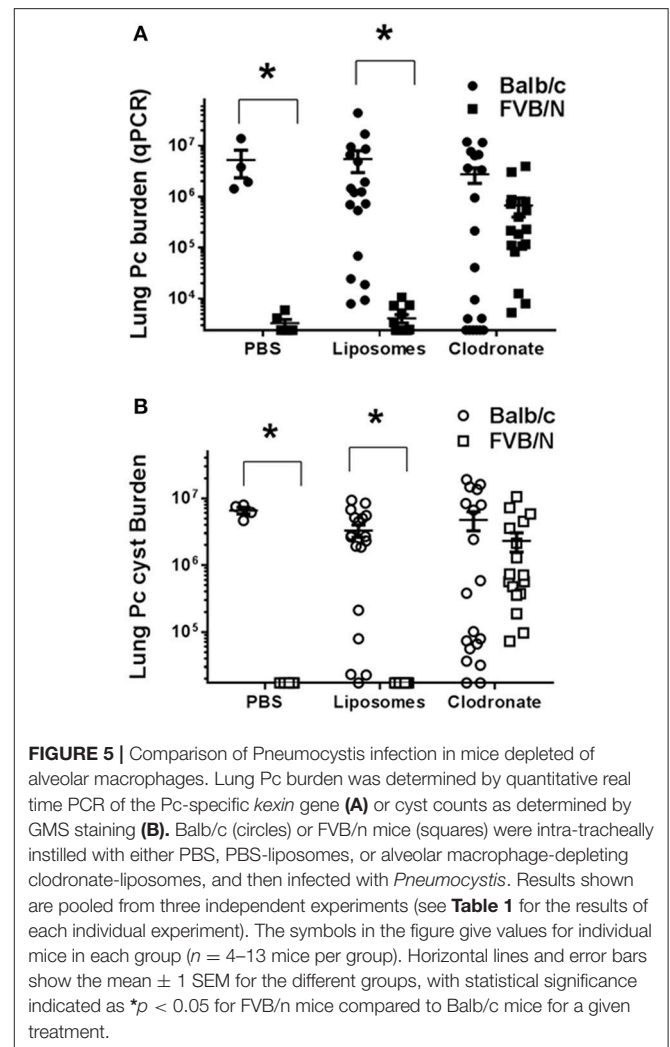 A
*
*
Balb/c
FVB/N
Lung Pc burden (qPCR)
10⁷
10⁶
10⁵
10⁴
PBS
Liposomes
Clodronate
B
*
*
Balb/c
FVB/N
Lung Pc cyst Burden
10⁷
10⁶
10⁵
PBS
Liposomes
Clodronate
FIGURE 5 | Comparison of Pneumocystis infection in mice depleted of
alveolar macrophages. Lung Pc burden was determined by quantitative real
time PCR of the Pc-specific kexin gene (A) or cyst counts as determined by
GMS staining (B). Balb/c (circles) or FVB/n mice (squares) were intra-tracheally
instilled with either PBS, PBS-liposomes, or alveolar macrophage-depleting
clodronate-liposomes, and then infected with Pneumocystis. Results shown
are pooled from three independent experiments (see Table 1 for the results of
each individual experiment). The symbols in the figure give values for individual
mice in each group (n = 4–13 mice per group). Horizontal lines and error bars
show the mean ± 1 SEM for the different groups, with statistical significance
indicated as *p < 0.05 for FVB/n mice compared to Balb/c mice for a given
treatment.